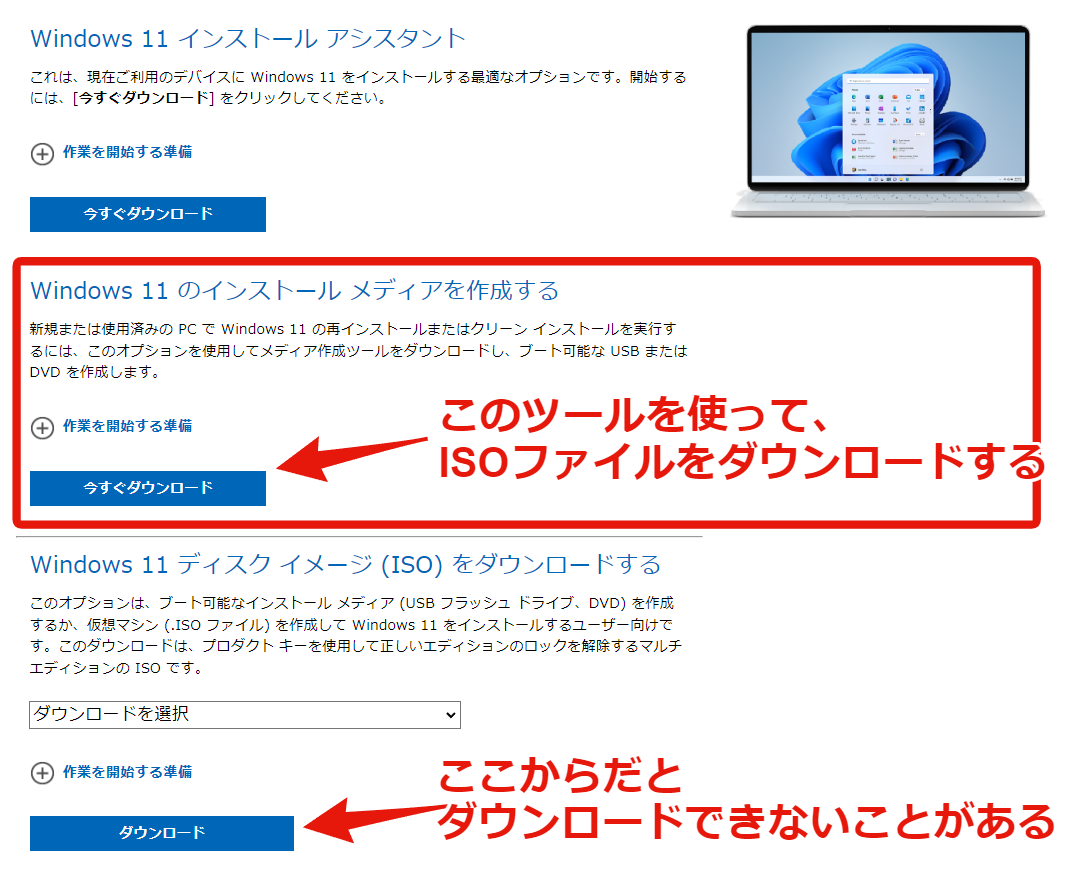 Windows 11 インストール アシスタント
これは、現在ご利用のデバイスに Windows 11 をインストールする最適なオプションです。開始する
には、[今すぐダウンロード] をクリックしてください。
作業を開始する準備
今すぐダウンロード
Windows 11 のインストール メディアを作成する
新規または使用済みの PC で Windows 11 の再インストールまたはクリーン インストールを実行す
るには、このオプションを使用してメディア作成ツールをダウンロードし、ブート可能な USB または
DVD を作成します。
作業を開始する準備
このツールを使って、
ISOファイルをダウンロードする
今すぐダウンロード
Windows 11 ディスク イメージ (ISO) をダウンロードする
このオプションは、ブート可能なインストール メディア (USB フラッシュ ドライブ、DVD) を作成
するか、仮想マシン (.ISO ファイル) を作成して Windows 11 をインストールするユーザー向けで
す。このダウンロードは、プロダクト キーを使用して正しいエディションのロックを解除するマルチ
エディションの ISO です。
ダウンロードを選択
作業を開始する準備
ここからだと
ダウンロードできないことがある
ダウンロード